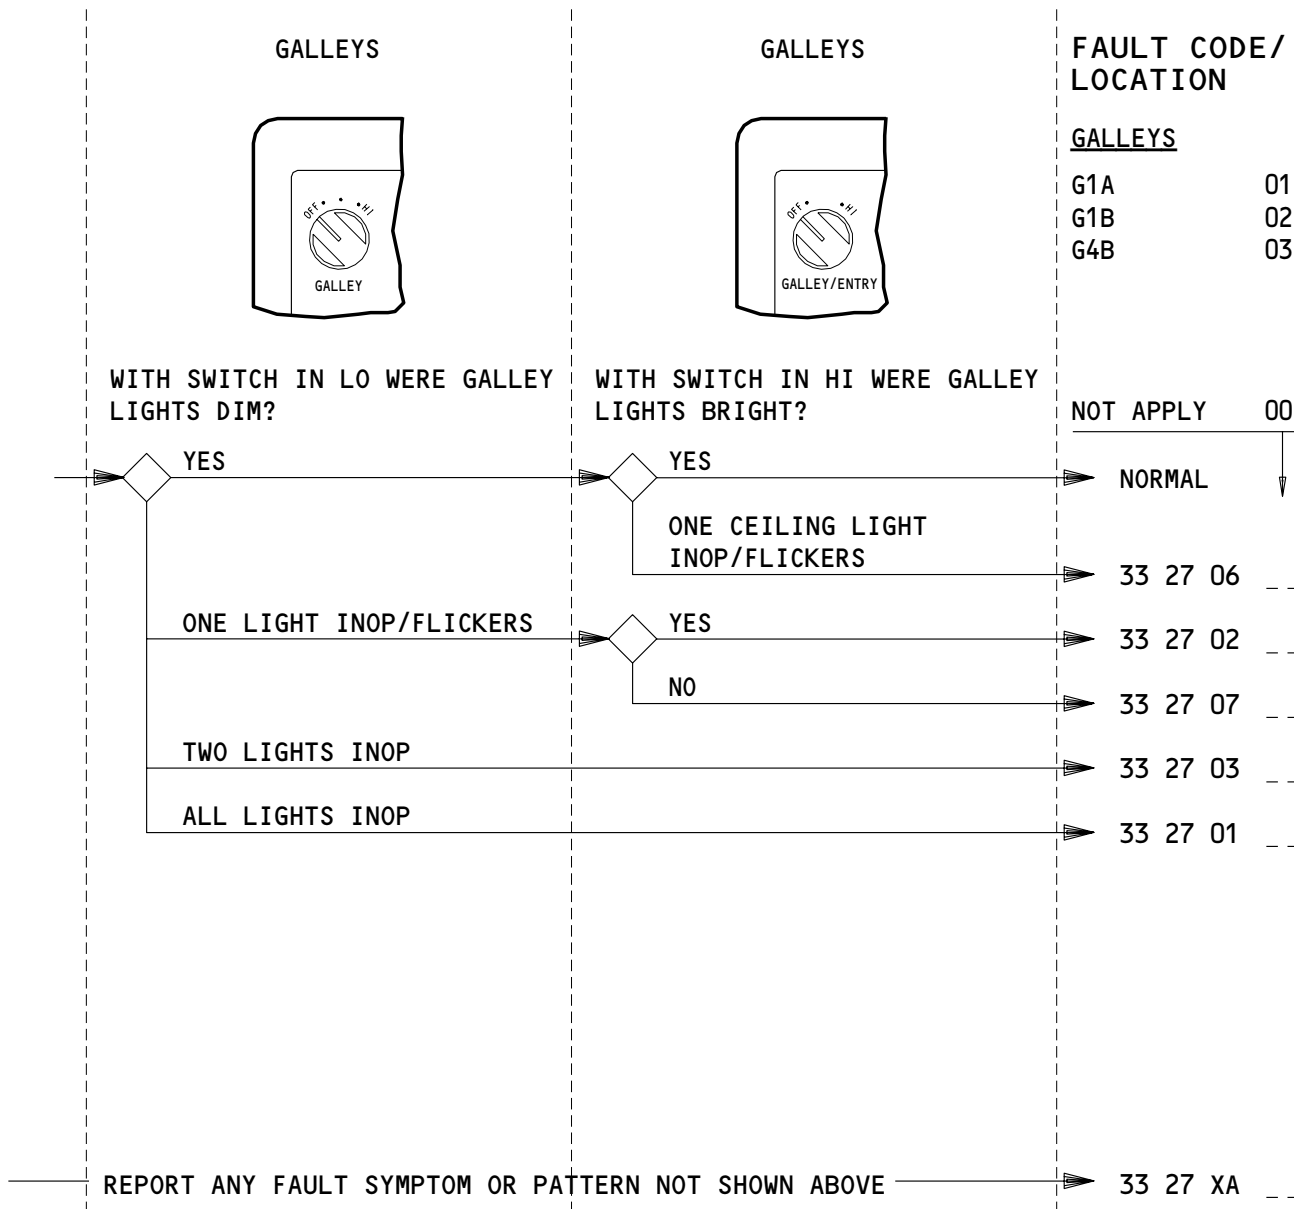 GALLEYS
OFF
HI
GALLEY
WITH SWITCH IN LO WERE GALLEY
LIGHTS DIM?
GALLEYS
OFF
HI
GALLEY/ENTRY
WITH SWITCH IN HI WERE GALLEY
LIGHTS BRIGHT?
FAULT CODE/
LOCATION
GALLEYS
G1A 01
G1B 02
G4B 03
NOT APPLY 00
YES
YES
NORMAL
ONE CEILING LIGHT
INOP/FLICKERS
33 27 06 _ _
ONE LIGHT INOP/FLICKERS
YES
33 27 02 _ _
NO
33 27 07 _ _
TWO LIGHTS INOP
33 27 03 _ _
ALL LIGHTS INOP
33 27 01 _ _
REPORT ANY FAULT SYMPTOM OR PATTERN NOT SHOWN ABOVE
33 27 XA _ _